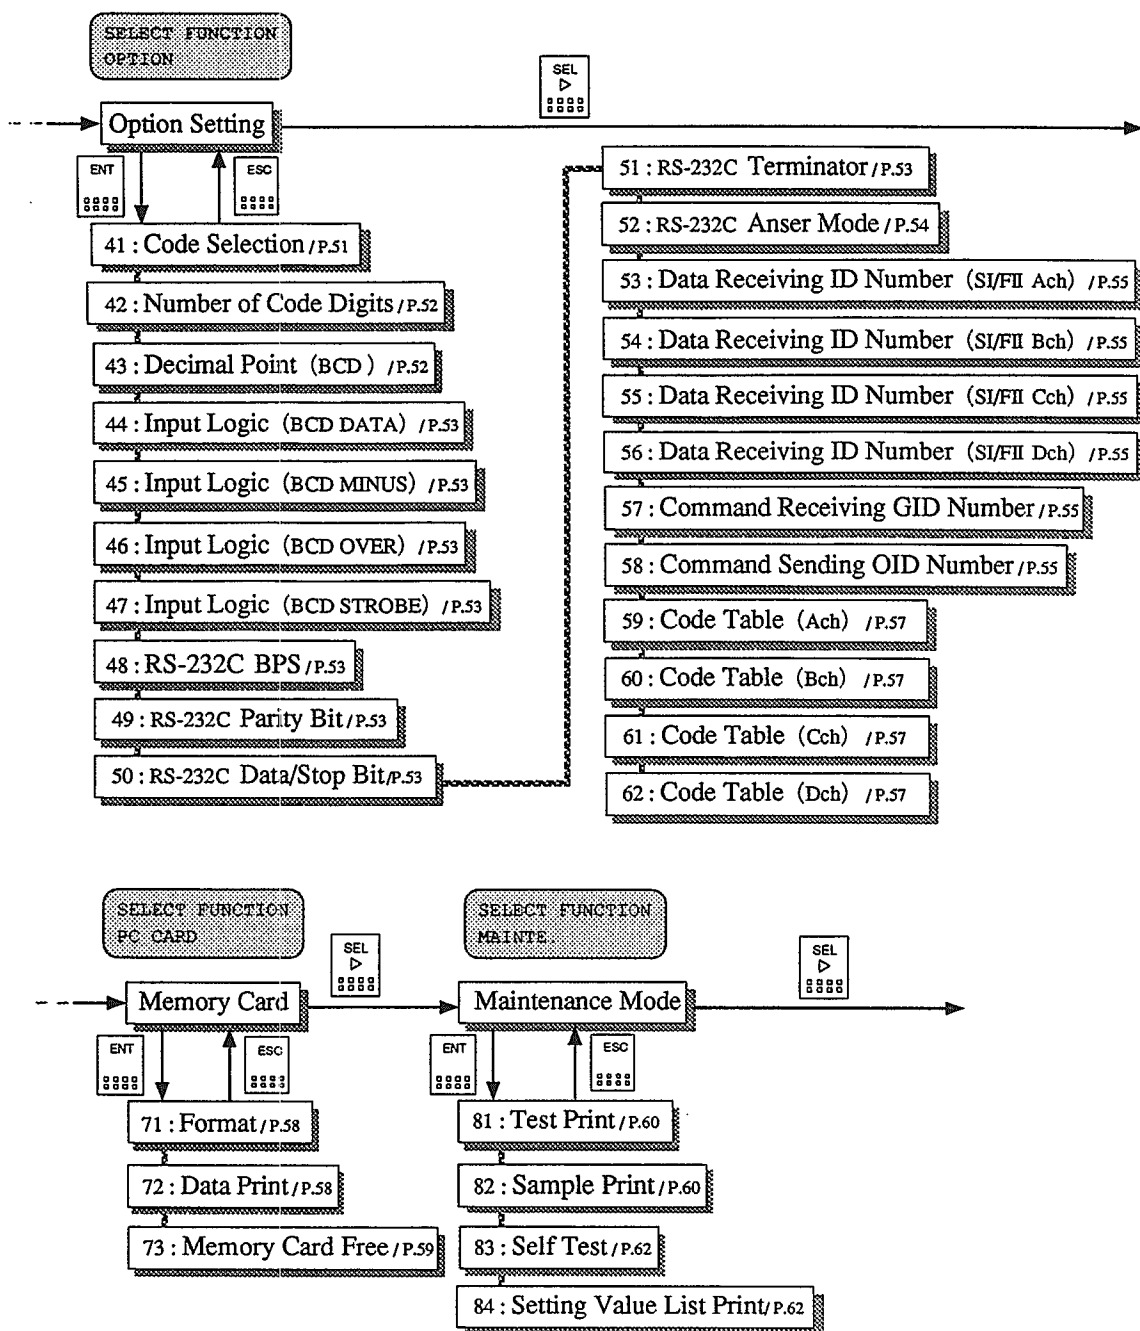 SELECT FUNCTION
OPTION
SEL
Option Setting
ENT
ESC
41 : Code Selection / P.51
42 : Number of Code Digits / P.52
43 : Decimal Point (BCD) / P.52
44 : Input Logic (BCD DATA) / P.53
45 : Input Logic (BCD MINUS) / P.53
46 : Input Logic (BCD OVER) / P.53
47 : Input Logic (BCD STROBE) / P.53
48 : RS-232C BPS / P.53
49 : RS-232C Parity Bit / P.53
50 : RS-232C Data/Stop Bit / P.53
51 : RS-232C Terminator / P.53
52 : RS-232C Anser Mode / P.54
53 : Data Receiving ID Number (SI/FII Ach) / P.55
54 : Data Receiving ID Number (SI/FII Bch) / P.55
55 : Data Receiving ID Number (SI/FII Cch) / P.55
56 : Data Receiving ID Number (SI/FII Dch) / P.55
57 : Command Receiving GID Number / P.55
58 : Command Sending OID Number / P.55
59 : Code Table (Ach) / P.57
60 : Code Table (Bch) / P.57
61 : Code Table (Cch) / P.57
62 : Code Table (Dch) / P.57
SELECT FUNCTION
PC CARD
SEL
Memory Card
ENT
ESC
71 : Format / P.58
72 : Data Print / P.58
73 : Memory Card Free / P.59
SELECT FUNCTION
MAINTE.
SEL
Maintenance Mode
ENT
ESC
81 : Test Print / P.60
82 : Sample Print / P.60
83 : Self Test / P.62
84 : Setting Value List Print / P.62